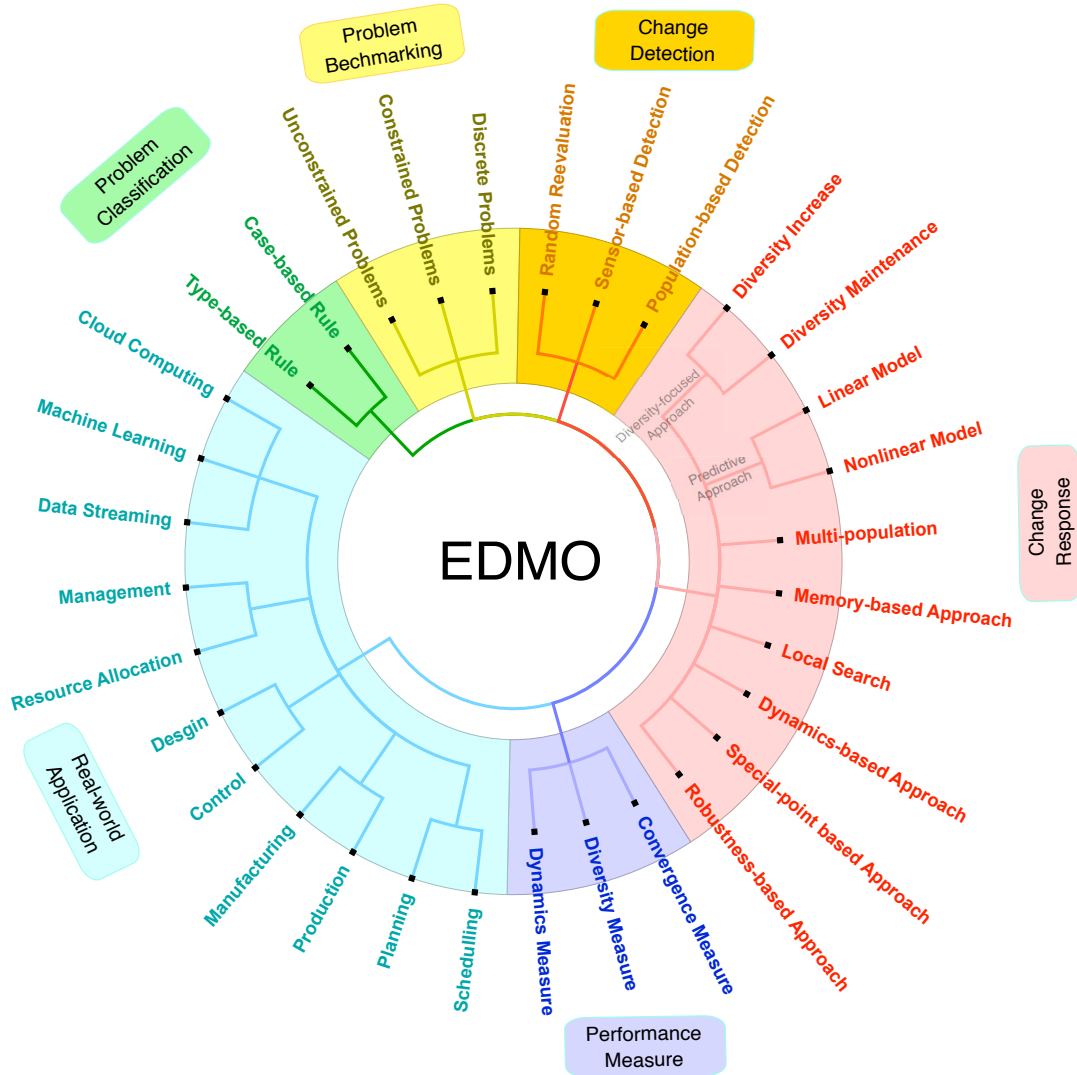 Problem
Bechmarking
Change
Detection
Problem
Classification
Unconstrained Problems
Constrained Problems
Discrete Problems
Random Reevaluation
Sensor-based Detection
Population-based Detection
Case-based Rule
Type-based Rule
Diversity Increase
Diversity Maintenance
Linear Model
Nonlinear Model
Diversity-focused
Approach
Predictive
Approach
Multi-population
Memory-based Approach
Local Search
Dynamics-based Approach
Special-point based Approach
Robustness-based Approach
Change
Response
EDMO
Cloud Computing
Machine Learning
Data Streaming
Management
Resource Allocation
Desgin
Control
Manufacturing
Production
Planning
Schedulling
Real-world
Application
Dynamics Measure
Diversity Measure
Convergence Measure
Performance
Measure